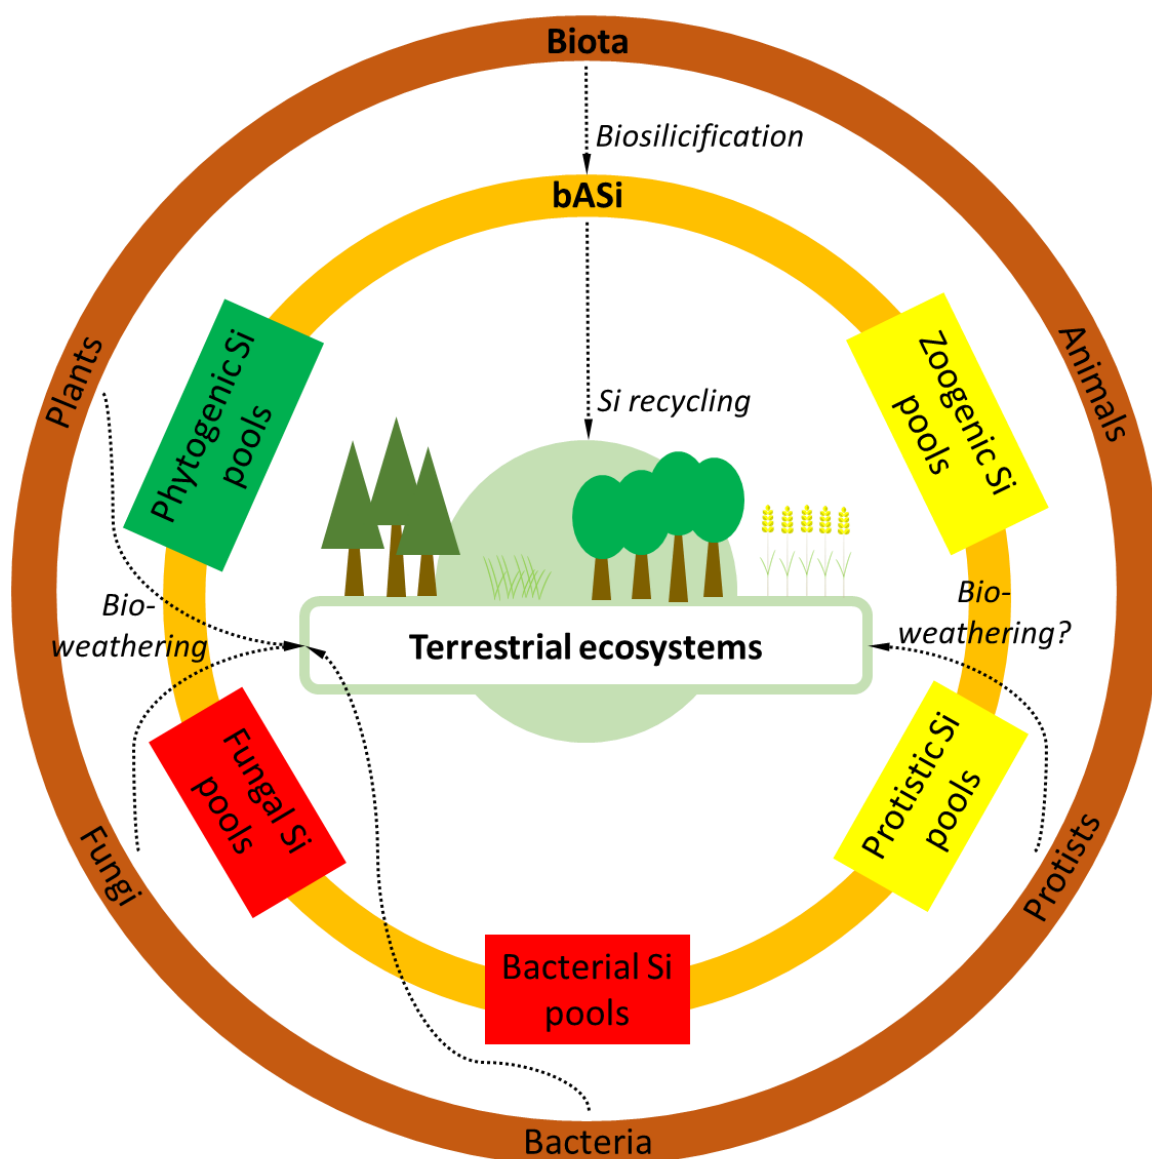 Biota
Biosilicification
bASi
Plants
Phytogenic Si
pools
Zoogenic Si
pools
Animals
Si recycling
Bio-
weathering
Bio-
weathering?
Terrestrial ecosystems
Fungi
Fungal Si
pools
Protistic Si
pools
Protists
Bacterial Si
pools
Bacteria